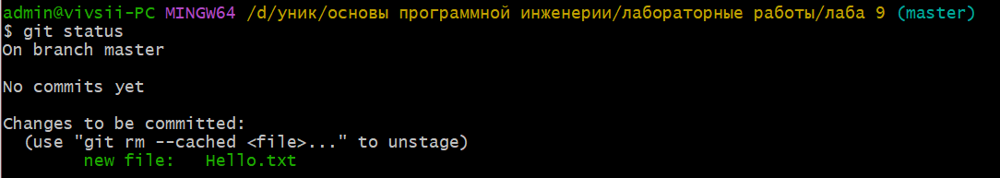 admin@vivsii-PC MINGW64 /d/уник/основы программной инженерии/лабораторные работы/лаба 9 (master)
$ git status
On branch master
No commits yet
Changes to be committed:
(use "git rm --cached <file>..." to unstage)
new file: Hello.txt